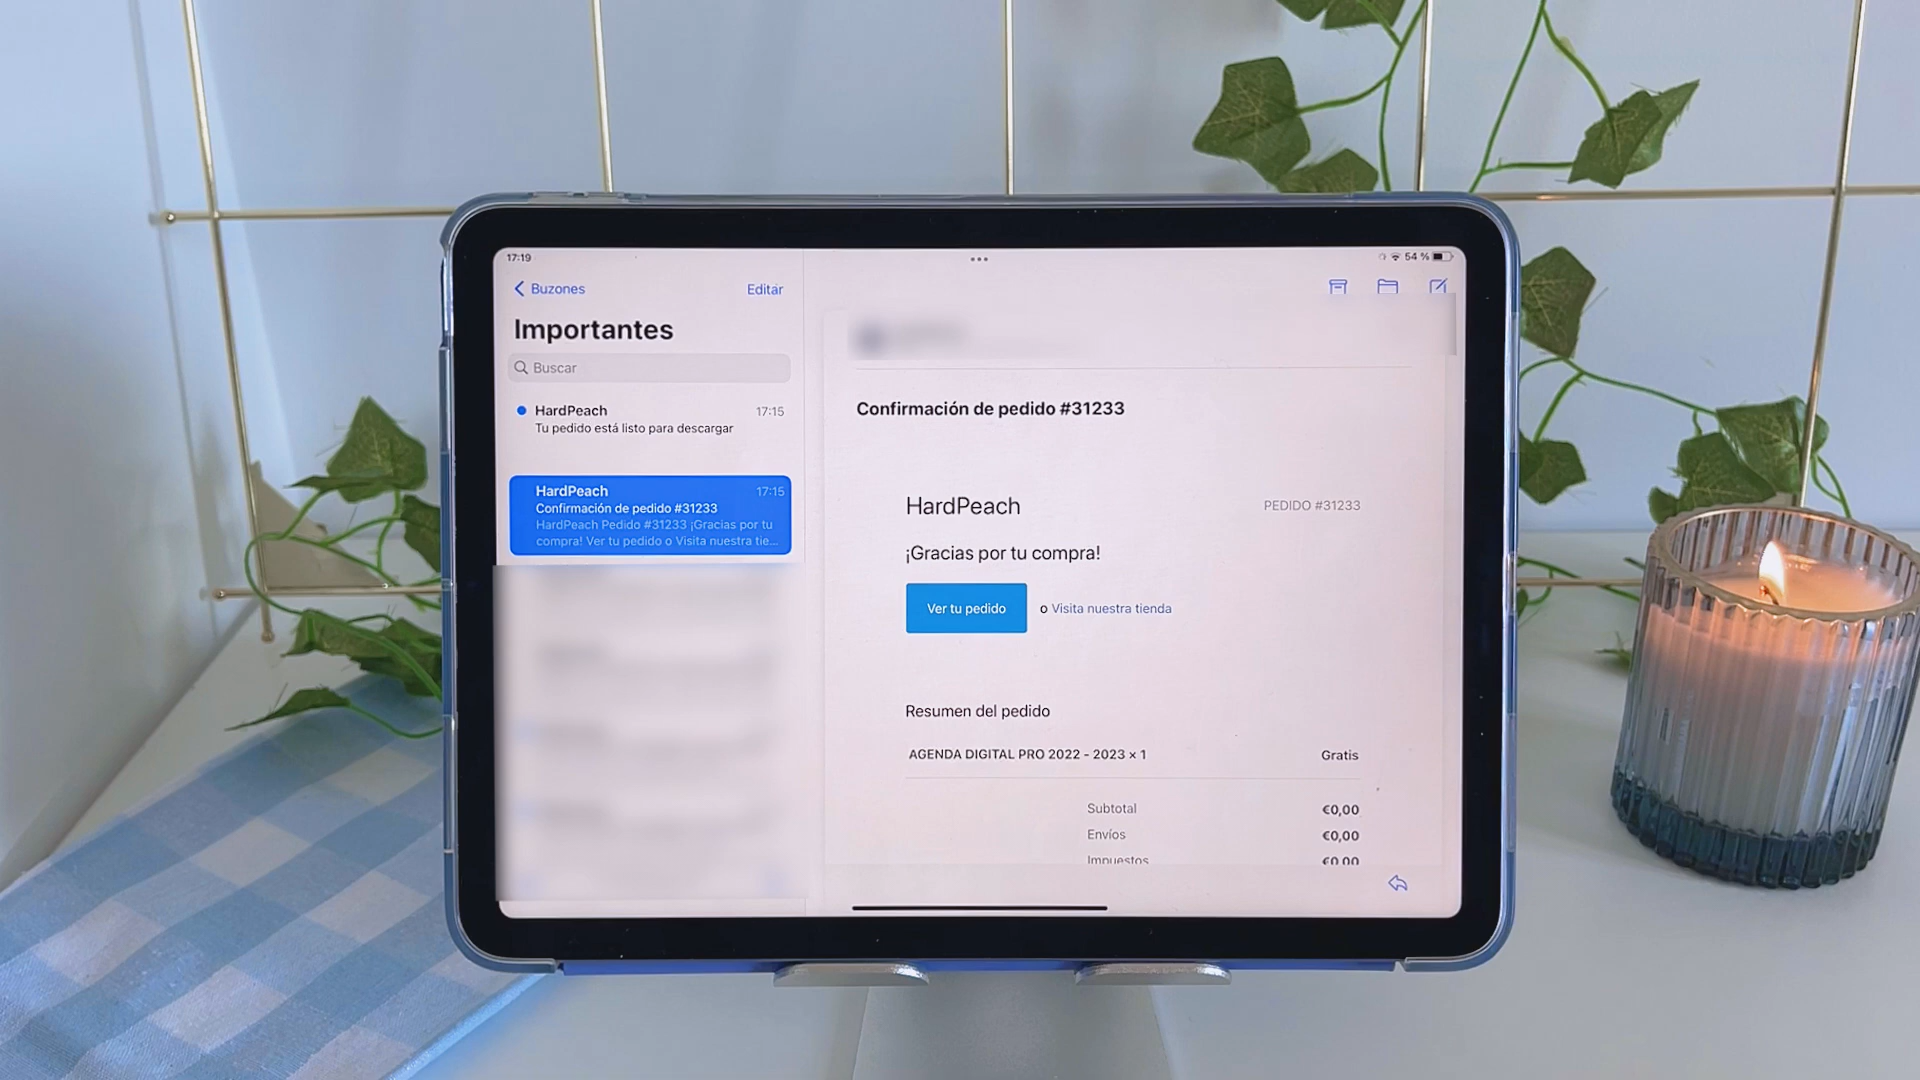 17:19
54 %
Buzones
Editar
Importantes
Buscar
HardPeach 17:15
Tu pedido está listo para descargar
HardPeach 17:15
Confirmación de pedido #31233
HardPeach Pedido #31233 ¡Gracias por tu
compra! Ver tu pedido o Visita nuestra tie...
Confirmación de pedido #31233
HardPeach PEDIDO #31233
¡Gracias por tu compra!
Ver tu pedido o Visita nuestra tienda
Resumen del pedido
AGENDA DIGITAL PRO 2022 - 2023 × 1 Gratis
Subtotal €0,00
Envíos €0,00
Impuestos €0,00